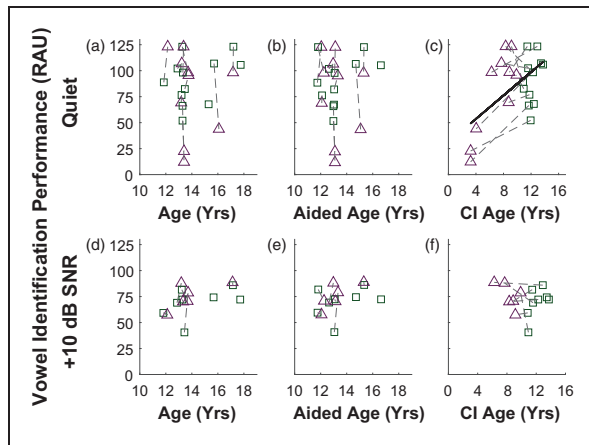 Vowel Identification Performance (RAU)
Quiet
+10 dB SNR
(a)
125
100
75
50
25
0
10 12 14 16 18
Age (Yrs)
(b)
10 12 14 16 18
Aided Age (Yrs)
(c)
0 4 8 12 16
CI Age (Yrs)
(d)
125
100
75
50
25
0
10 12 14 16 18
Age (Yrs)
(e)
10 12 14 16 18
Aided Age (Yrs)
(f)
0 4 8 12 16
CI Age (Yrs)